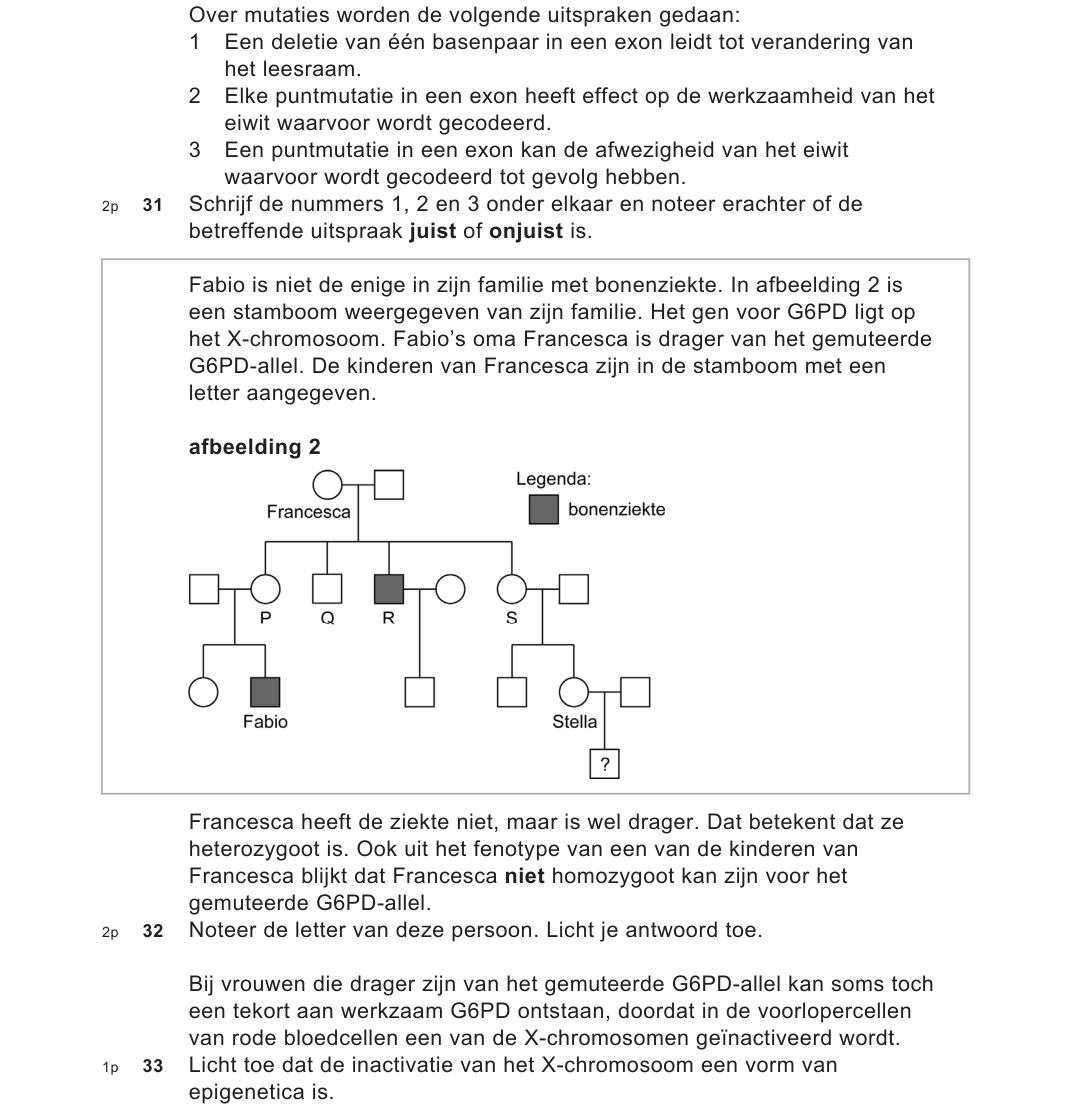 Over mutaties worden de volgende uitspraken gedaan:
1 Een deletie van één basenpaar in een exon leidt tot verandering van
het leesraam.
2 Elke puntmutatie in een exon heeft effect op de werkzaamheid van het
eiwit waarvoor wordt gecodeerd.
3 Een puntmutatie in een exon kan de afwezigheid van het eiwit
waarvoor wordt gecodeerd tot gevolg hebben.
2p 31 Schrijf de nummers 1, 2 en 3 onder elkaar en noteer erachter of de
betreffende uitspraak juist of onjuist is.
Fabio is niet de enige in zijn familie met bonenziekte. In afbeelding 2 is
een stamboom weergegeven van zijn familie. Het gen voor G6PD ligt op
het X-chromosoom. Fabio's oma Francesca is drager van het gemuteerde
G6PD-allel. De kinderen van Francesca zijn in de stamboom met een
letter aangegeven.
afbeelding 2
Legenda:
bonenziekte
Francesca
P Q R S
Fabio Stella
?
Francesca heeft de ziekte niet, maar is wel drager. Dat betekent dat ze
heterozygoot is. Ook uit het fenotype van een van de kinderen van
Francesca blijkt dat Francesca niet homozygoot kan zijn voor het
gemuteerde G6PD-allel.
2p 32 Noteer de letter van deze persoon. Licht je antwoord toe.
Bij vrouwen die drager zijn van het gemuteerde G6PD-allel kan soms toch
een tekort aan werkzaam G6PD ontstaan, doordat in de voorlopercellen
van rode bloedcellen een van de X-chromosomen geïnactiveerd wordt.
1p 33 Licht toe dat de inactivatie van het X-chromosoom een vorm van
epigenetica is.